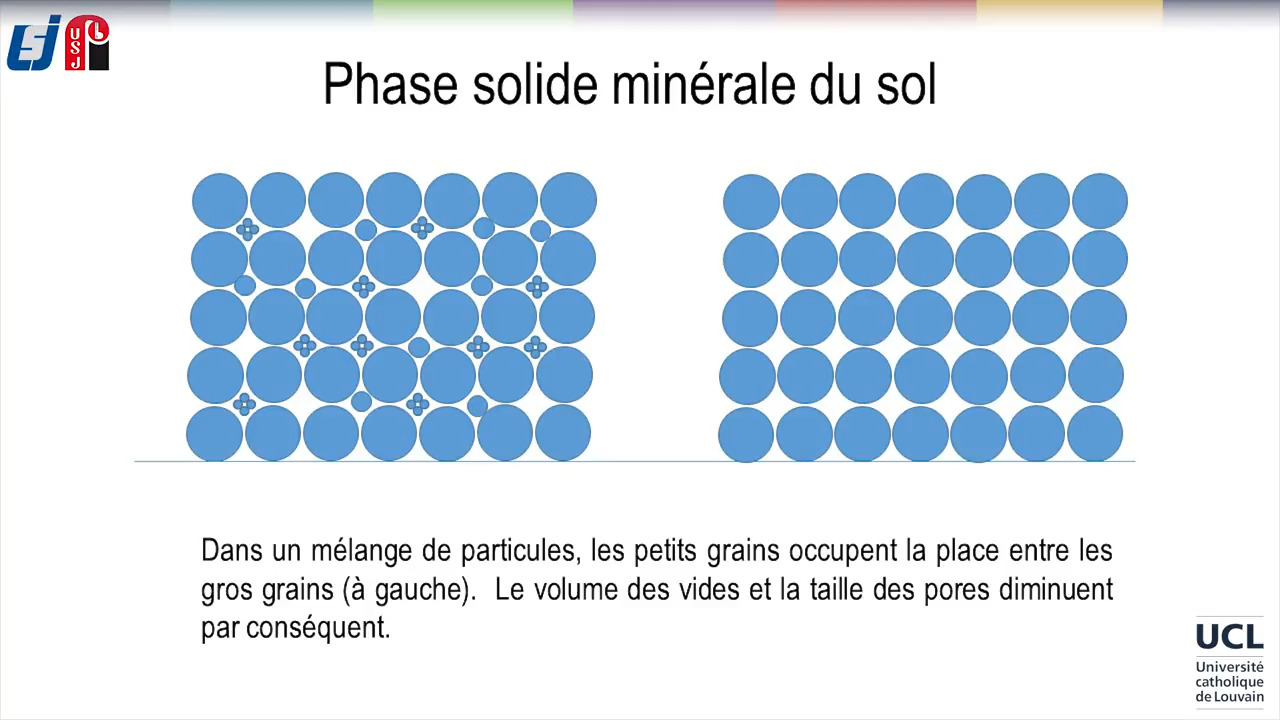 USJ
Phase solide minérale du sol
Dans un mélange de particules, les petits grains occupent la place entre les
gros grains (à gauche).  Le volume des vides et la taille des pores diminuent
par conséquent.
UCL
Université
catholique
de Louvain